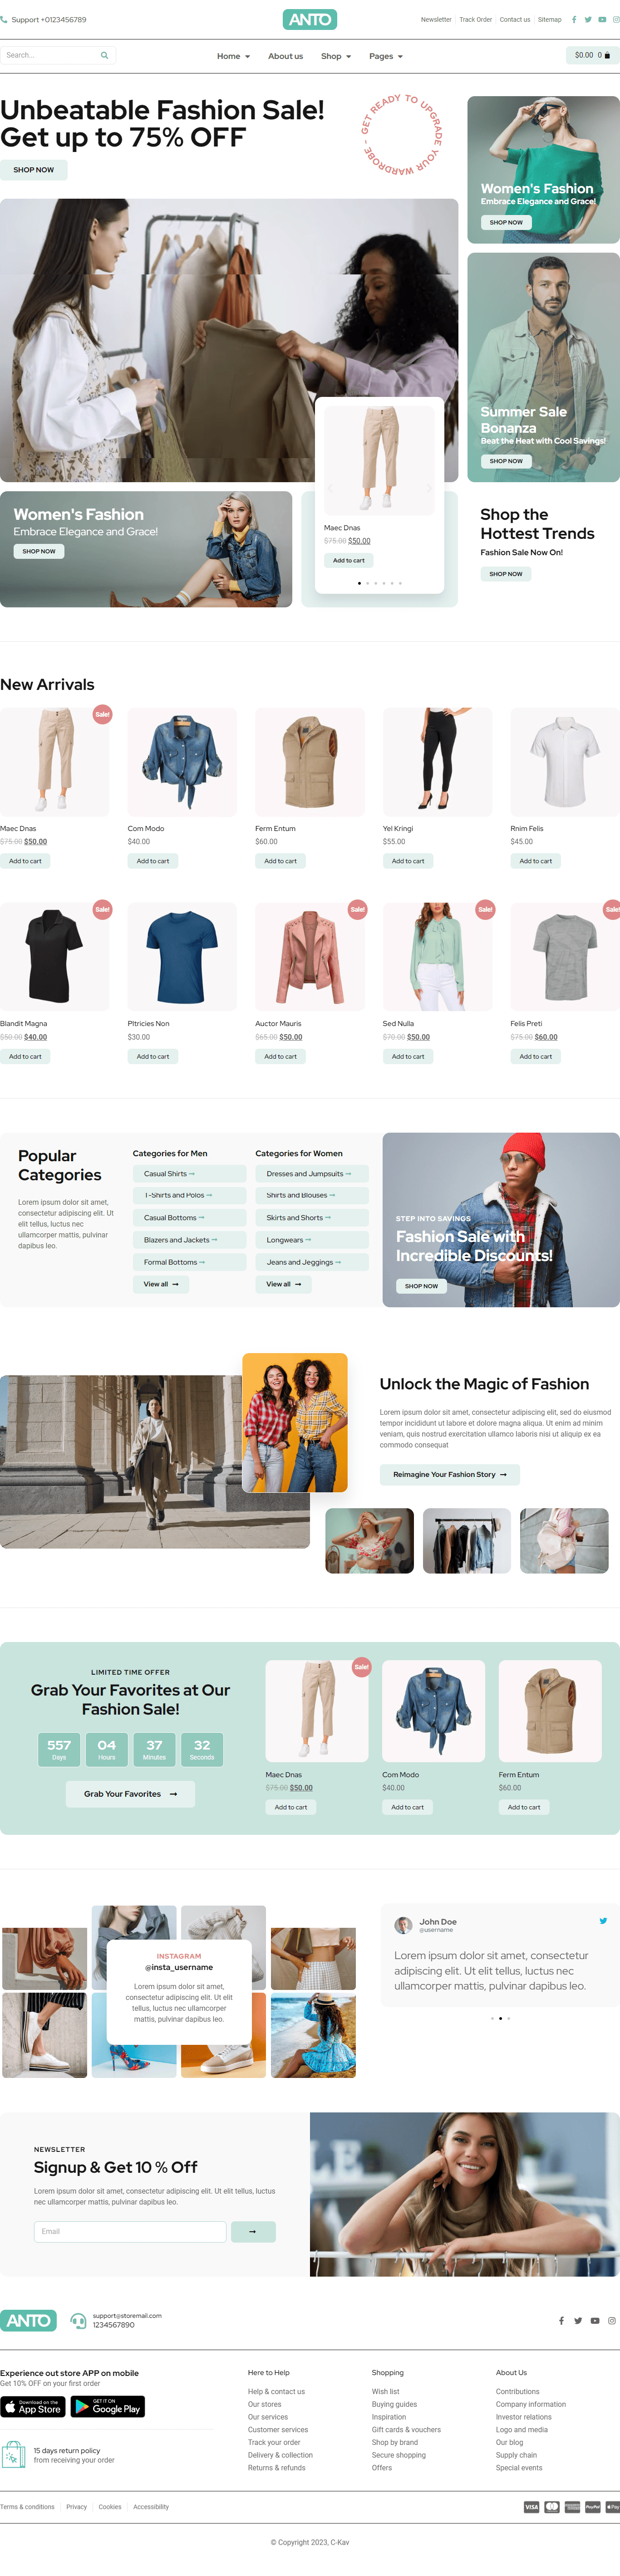 Support +0123456789
ANTO
Newsletter
Track Order
Contact us
Sitemap
Search...
Home
About us
Shop
Pages
$0.00 0
Unbeatable Fashion Sale!
Get up to 75% OFF
SHOP NOW
GET READY TO UPGRADE YOUR WARDROBE -
Women's Fashion
Embrace Elegance and Grace!
SHOP NOW
Summer Sale
Bonanza
Beat the Heat with Cool Savings!
SHOP NOW
Women's Fashion
Embrace Elegance and Grace!
SHOP NOW
Maec Dnas
$75.00 $50.00
Add to cart
Shop the
Hottest Trends
Fashion Sale Now On!
SHOP NOW
New Arrivals
Sale!
Maec Dnas
$75.00 $50.00
Add to cart
Com Modo
$40.00
Add to cart
Ferm Entum
$60.00
Add to cart
Yel Kringi
$55.00
Add to cart
Rnim Felis
$45.00
Add to cart
Sale!
Blandit Magna
$50.00 $40.00
Add to cart
Pltricies Non
$30.00
Add to cart
Sale!
Auctor Mauris
$65.00 $50.00
Add to cart
Sale!
Sed Nulla
$70.00 $50.00
Add to cart
Sale!
Felis Preti
$75.00 $60.00
Add to cart
Popular
Categories
Lorem ipsum dolor sit amet,
consectetur adipiscing elit. Ut
elit tellus, luctus nec
ullamcorper mattis, pulvinar
dapibus leo.
Categories for Men
Casual Shirts
T-Shirts and Polos
Casual Bottoms
Blazers and Jackets
Formal Bottoms
View all
Categories for Women
Dresses and Jumpsuits
Shirts and Blouses
Skirts and Shorts
Longwears
Jeans and Jeggings
View all
STEP INTO SAVINGS
Fashion Sale with
Incredible Discounts!
SHOP NOW
Unlock the Magic of Fashion
Lorem ipsum dolor sit amet, consectetur adipiscing elit, sed do eiusmod
tempor incididunt ut labore et dolore magna aliqua. Ut enim ad minim
veniam, quis nostrud exercitation ullamco laboris nisi ut aliquip ex ea
commodo consequat
Reimagine Your Fashion Story
LIMITED TIME OFFER
Grab Your Favorites at Our
Fashion Sale!
557
Days
04
Hours
37
Minutes
32
Seconds
Grab Your Favorites
Sale!
Maec Dnas
$75.00 $50.00
Add to cart
Com Modo
$40.00
Add to cart
Ferm Entum
$60.00
Add to cart
INSTAGRAM
@insta_username
Lorem ipsum dolor sit amet,
consectetur adipiscing elit. Ut elit
tellus, luctus nec ullamcorper
mattis, pulvinar dapibus leo.
John Doe
@username
Lorem ipsum dolor sit amet, consectetur
adipiscing elit. Ut elit tellus, luctus nec
ullamcorper mattis, pulvinar dapibus leo.
NEWSLETTER
Signup & Get 10 % Off
Lorem ipsum dolor sit amet, consectetur adipiscing elit. Ut elit tellus, luctus
nec ullamcorper mattis, pulvinar dapibus leo.
Email
ANTO
support@storemail.com
1234567890
Experience out store APP on mobile
Get 10% OFF on your first order
Download on the
App Store
GET IT ON
Google Play
15 days return policy
from receiving your order
Here to Help
Help & contact us
Our stores
Our services
Customer services
Track your order
Delivery & collection
Returns & refunds
Shopping
Wish list
Buying guides
Inspiration
Gift cards & vouchers
Shop by brand
Secure shopping
Offers
About Us
Contributions
Company information
Investor relations
Logo and media
Our blog
Supply chain
Special events
Terms & conditions
Privacy
Cookies
Accessibility
VISA
PayPal
Pay
© Copyright 2023, C-Kav